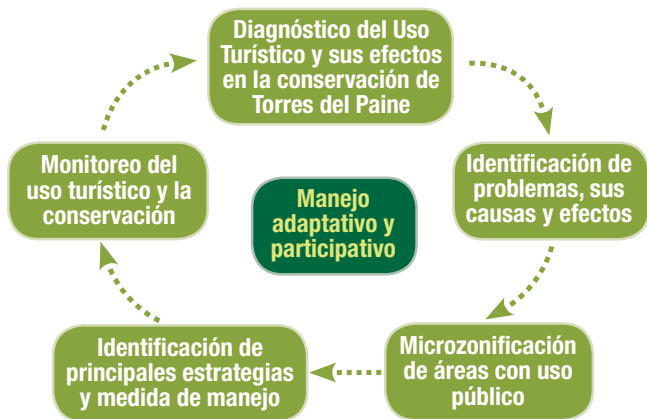 Diagnóstico del Uso
Turístico y sus efectos
en la conservación de
Torres del Paine
Identificación de
problemas, sus
causas y efectos
Microzonificación
de áreas con uso
público
Identificación de
principales estrategias
y medida de manejo
Monitoreo del
uso turístico y la
conservación
Manejo
adaptativo y
participativo